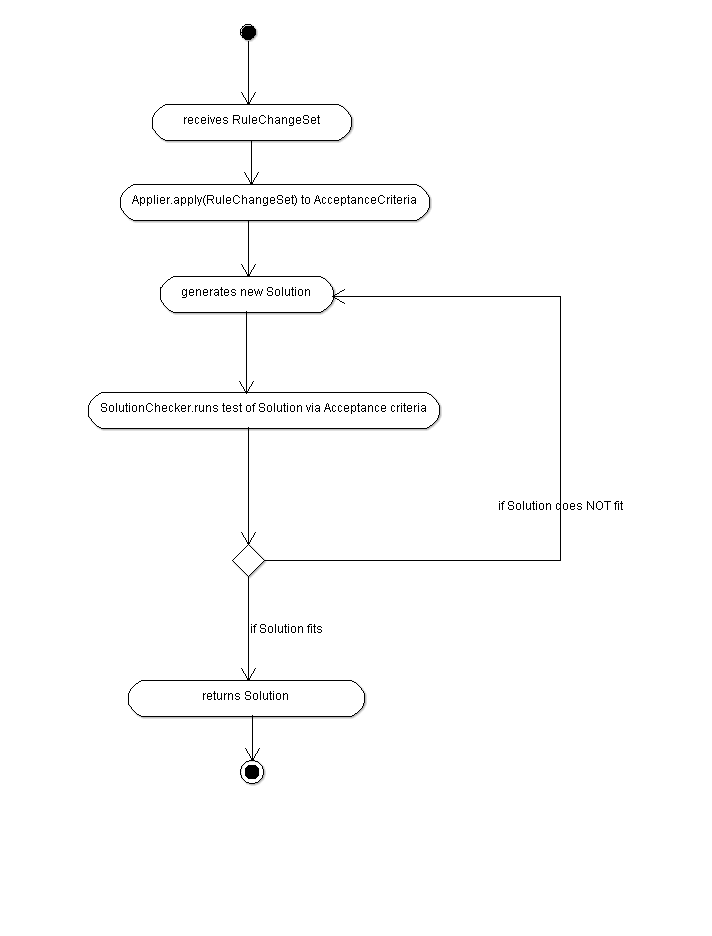 receives RuleChangeSet
Applier.apply(RuleChangeSet) to AcceptanceCriteria
generates new Solution
SolutionChecker.runs test of Solution via Acceptance criteria
if Solution does NOT fit
if Solution fits
returns Solution